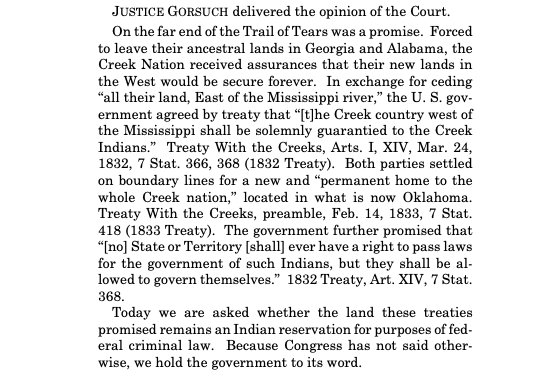 JUSTICE GORSUCH delivered the opinion of the Court.
On the far end of the Trail of Tears was a promise. Forced
to leave their ancestral lands in Georgia and Alabama, the
Creek Nation received assurances that their new lands in
the West would be secure forever. In exchange for ceding
“all their land, East of the Mississippi river,” the U. S. gov-
ernment agreed by treaty that “[t]he Creek country west of
the Mississippi shall be solemnly guarantied to the Creek
Indians.” Treaty With the Creeks, Arts. I, XIV, Mar. 24,
1832, 7 Stat. 366, 368 (1832 Treaty). Both parties settled
on boundary lines for a new and “permanent home to the
whole Creek nation,” located in what is now Oklahoma.
Treaty With the Creeks, preamble, Feb. 14, 1833, 7 Stat.
418 (1833 Treaty). The government further promised that
“[no] State or Territory [shall] ever have a right to pass laws
for the government of such Indians, but they shall be al-
lowed to govern themselves.” 1832 Treaty, Art. XIV, 7 Stat.
368.
Today we are asked whether the land these treaties
promised remains an Indian reservation for purposes of fed-
eral criminal law. Because Congress has not said other-
wise, we hold the government to its word.